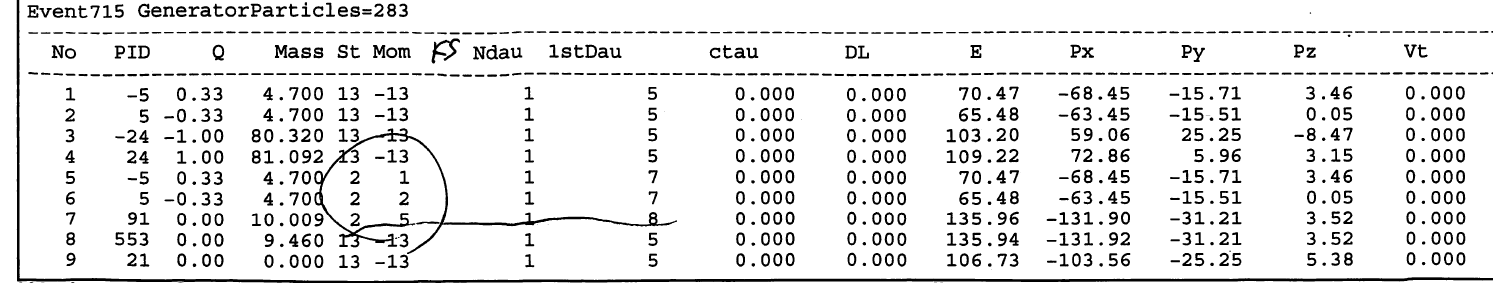 Event715 GeneratorParticles=283
No PID Q Mass St Mom KS Ndau 1stDau ctau DL E Px Py Pz Vt
1 -5 0.33 4.700 13 -13 1 5 0.000 0.000 70.47 -68.45 -15.71 3.46 0.000
2 5 -0.33 4.700 13 -13 1 5 0.000 0.000 65.48 -63.45 -15.51 0.05 0.000
3 -24 -1.00 80.320 13 -13 1 5 0.000 0.000 103.20 59.06 25.25 -8.47 0.000
4 24 1.00 81.092 13 -13 1 5 0.000 0.000 109.22 72.86 5.96 3.15 0.000
5 -5 0.33 4.700 2 1 1 7 0.000 0.000 70.47 -68.45 -15.71 3.46 0.000
6 5 -0.33 4.700 2 2 1 7 0.000 0.000 65.48 -63.45 -15.51 0.05 0.000
7 91 0.00 10.009 2 5 1 8 0.000 0.000 135.96 -131.90 -31.21 3.52 0.000
8 553 0.00 9.460 13 -13 1 5 0.000 0.000 135.94 -131.92 -31.21 3.52 0.000
9 21 0.00 0.000 13 -13 1 5 0.000 0.000 106.73 -103.56 -25.25 5.38 0.000